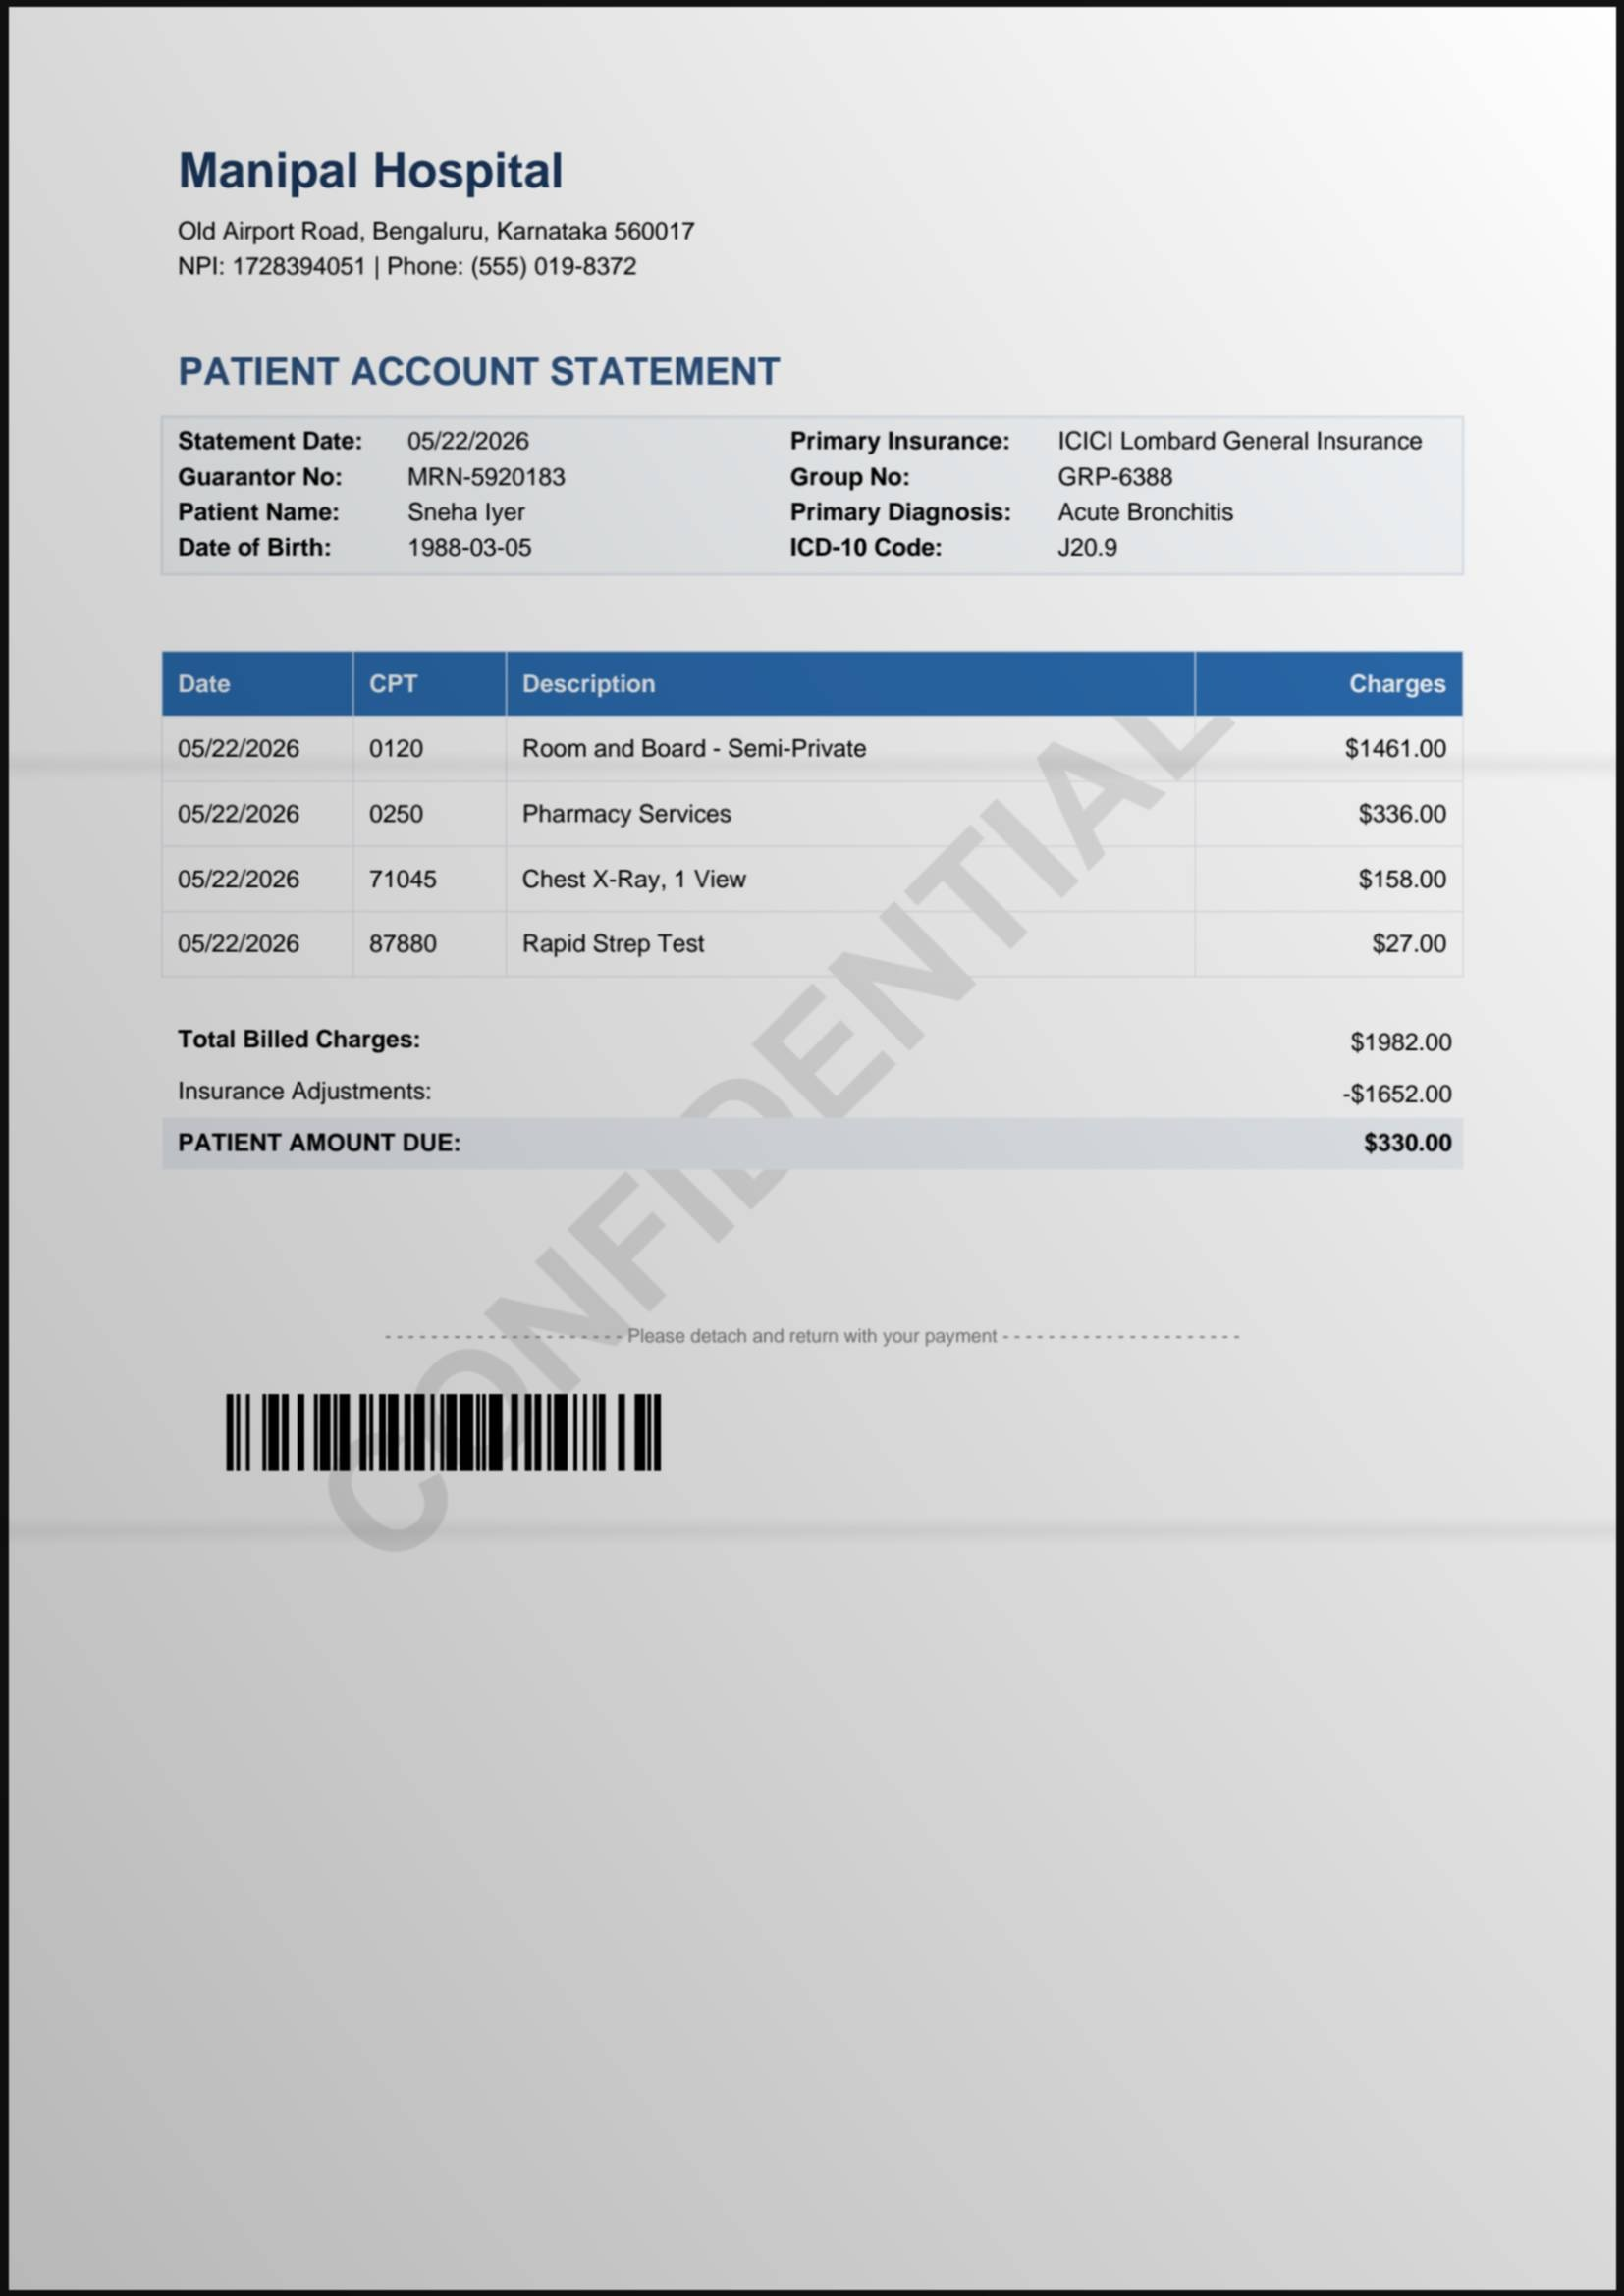 Manipal Hospital
Old Airport Road, Bengaluru, Karnataka 560017
NPI: 1728394051 | Phone: (555) 019-8372
PATIENT ACCOUNT STATEMENT
Statement Date: 05/22/2026 Primary Insurance: ICICI Lombard General Insurance
Guarantor No: MRN-5920183 Group No: GRP-6388
Patient Name: Sneha Iyer Primary Diagnosis: Acute Bronchitis
Date of Birth: 1988-03-05 ICD-10 Code: J20.9
Date CPT Description Charges
05/22/2026 0120 Room and Board - Semi-Private $1461.00
05/22/2026 0250 Pharmacy Services $336.00
05/22/2026 71045 Chest X-Ray, 1 View $158.00
05/22/2026 87880 Rapid Strep Test $27.00
Total Billed Charges: $1982.00
Insurance Adjustments: -$1652.00
PATIENT AMOUNT DUE: $330.00
Please detach and return with your payment
CONFIDENTIAL